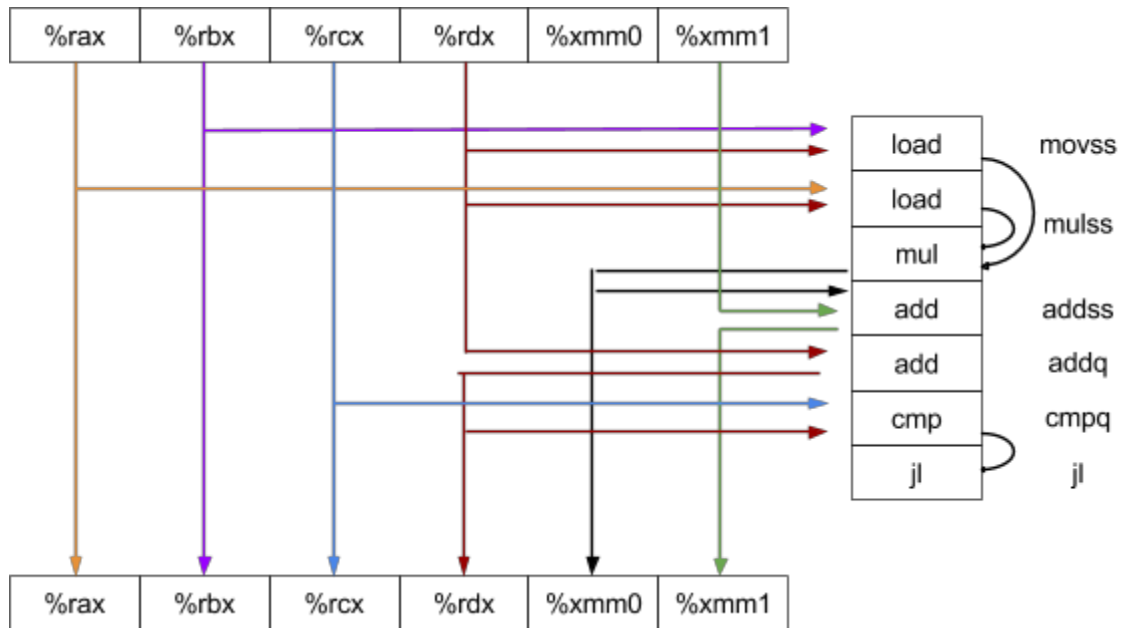 %rax %rbx %rcx %rdx %xmm0 %xmm1
load movss
load
mulss
mul
add addss
add addq
cmp cmpq
jl jl
%rax %rbx %rcx %rdx %xmm0 %xmm1